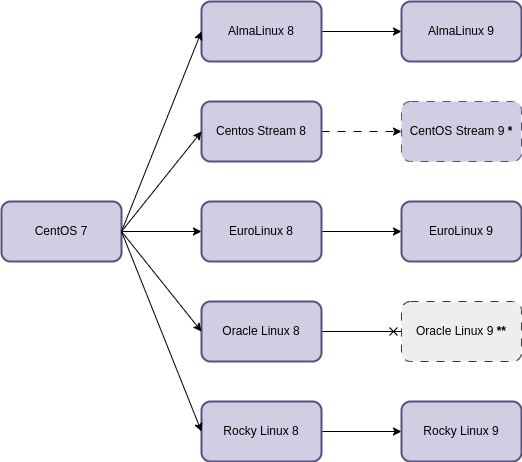 AlmaLinux 8
AlmaLinux 9
Centos Stream 8
CentOS Stream 9 *
CentOS 7
EuroLinux 8
EuroLinux 9
Oracle Linux 8
Oracle Linux 9 **
Rocky Linux 8
Rocky Linux 9